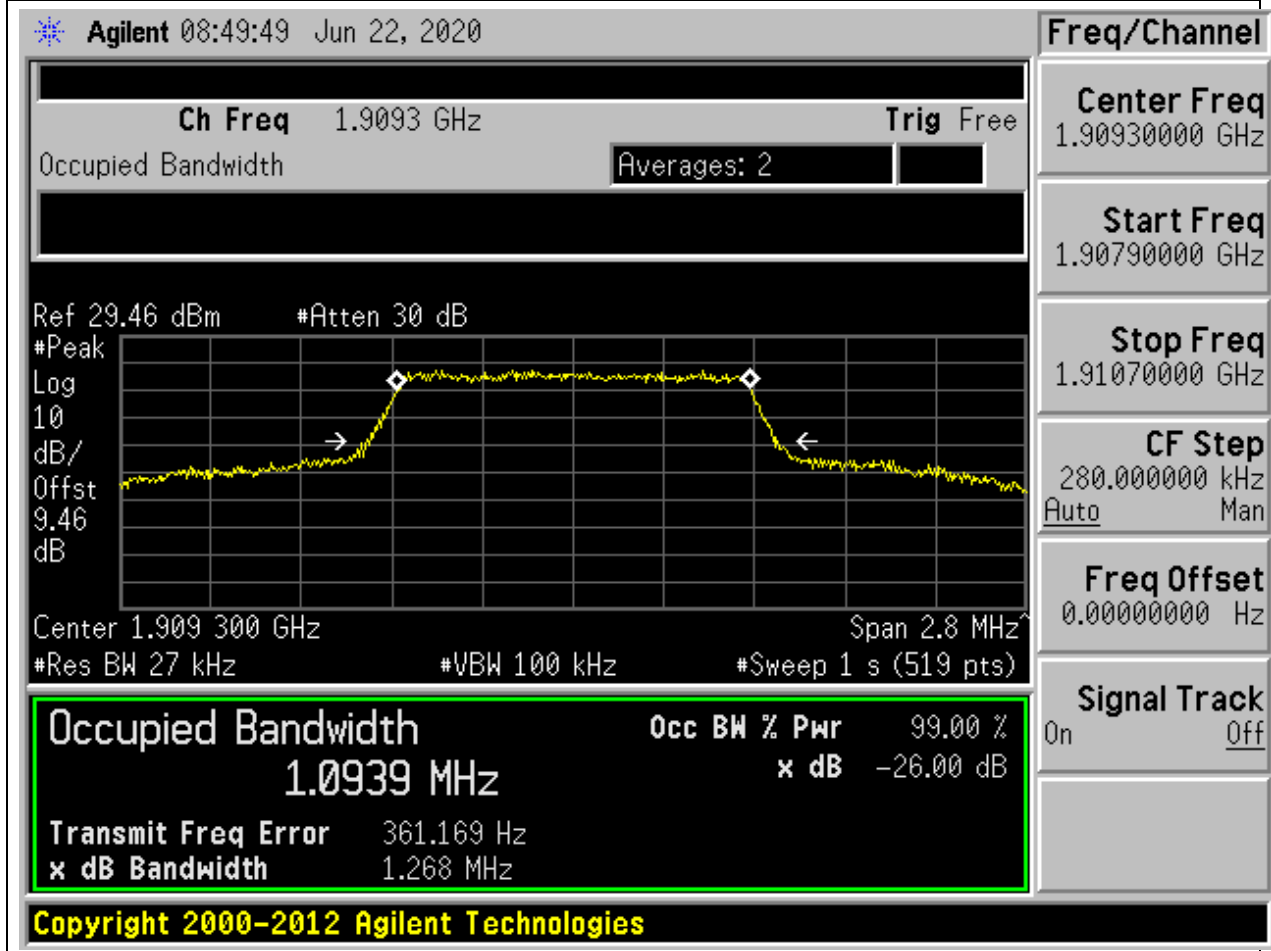 Agilent 08:49:49 Jun 22, 2020
Freq/Channel
Ch Freq 1.9093 GHz
Trig Free
Occupied Bandwidth
Averages: 2
Center Freq
1.90930000 GHz
Start Freq
1.90790000 GHz
Stop Freq
1.91070000 GHz
CF Step
280.000000 kHz
Auto Man
Freq Offset
0.00000000 Hz
Signal Track
On Off
Ref 29.46 dBm #Atten 30 dB
#Peak
Log
10
dB/
Offst
9.46
dB
Center 1.909 300 GHz Span 2.8 MHz^
#Res BW 27 kHz #VBW 100 kHz #Sweep 1 s (519 pts)
Occupied Bandwidth
1.0939 MHz
Occ BW % Pwr 99.00 %
x dB -26.00 dB
Transmit Freq Error 361.169 Hz
x dB Bandwidth 1.268 MHz
Copyright 2000-2012 Agilent Technologies